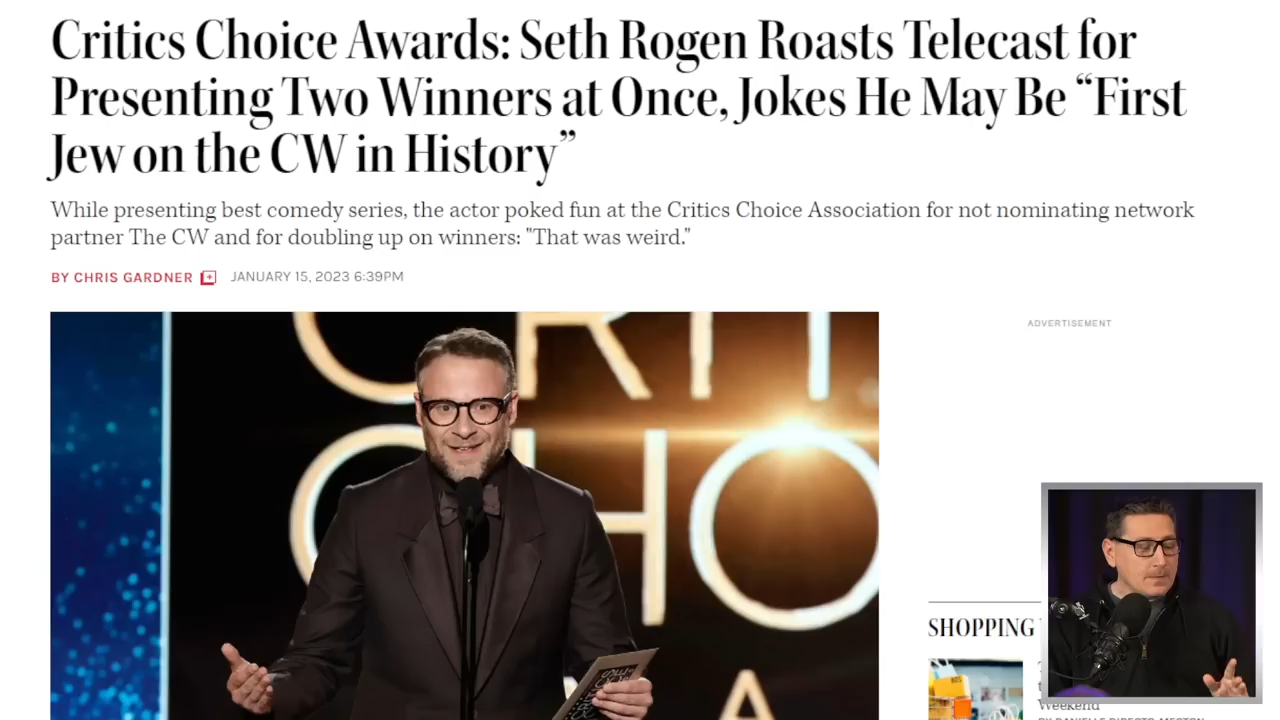 Critics Choice Awards: Seth Rogen Roasts Telecast for
Presenting Two Winners at Once, Jokes He May Be “First
Jew on the CW in History”
While presenting best comedy series, the actor poked fun at the Critics Choice Association for not nominating network
partner The CW and for doubling up on winners: "That was weird."
BY CHRIS GARDNER
JANUARY 15, 2023 6:39PM
ADVERTISEMENT
CRITI
CHO
A
SHOPPING
Weekend